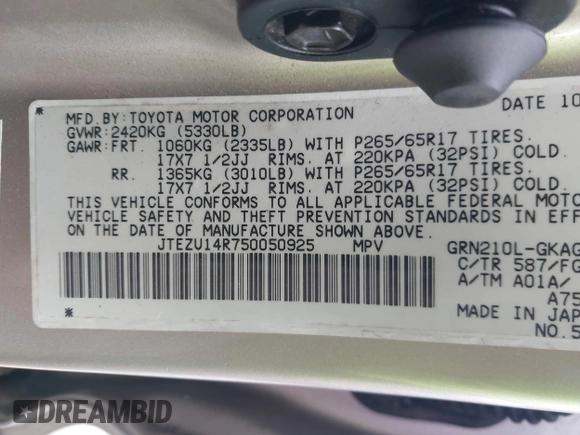 MFD.BY:TOYOTA MOTOR CORPORATION DATE 10
GVWR:2420KG (5330LB)
GAWR:FRT. 1060KG (2335LB) WITH P265/65R17 TIRES.
17X7 1/2JJ RIMS. AT 220KPA (32PSI) COLD.
RR. 1365KG (3010LB) WITH P265/65R17 TIRES.
17X7 1/2JJ RIMS. AT 220KPA (32PSI) COLD.
THIS VEHICLE CONFORMS TO ALL APPLICABLE FEDERAL MOTO
VEHICLE SAFETY AND THEFT PREVENTION STANDARDS IN EFF
ON THE DATE OF MANUFACTURE SHOWN ABOVE.
JTEZU14R750050925 MPV GRN210L-GKAG
C/TR 587/FG
A/TM A01A/
A75
MADE IN JAP
NO.5
DREAMBID